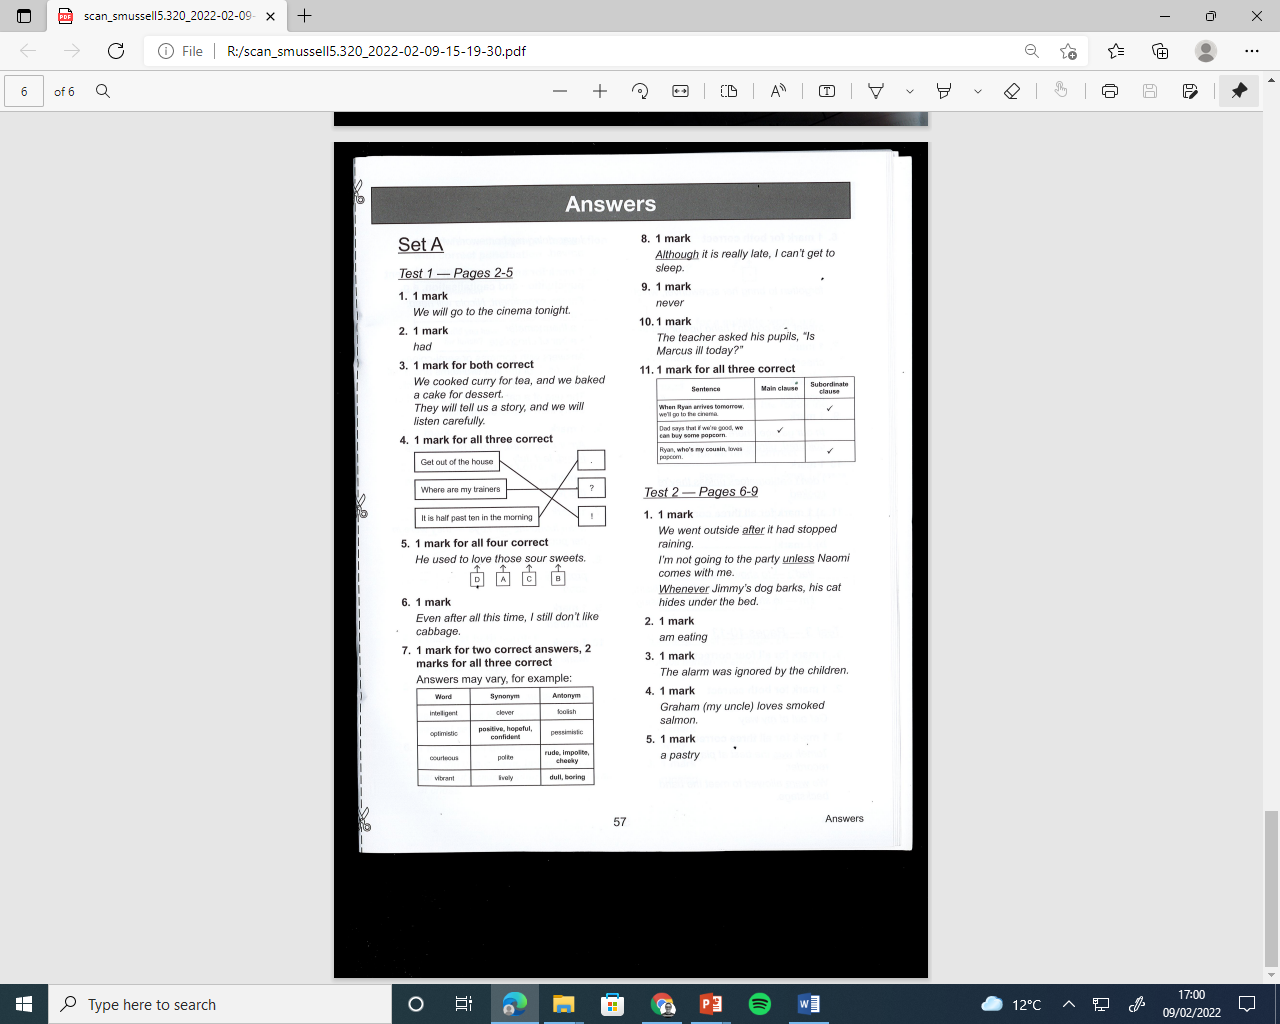 scan_smussell5.320_2022-02-09-
File
R:/scan_smussell5.320_2022-02-09-15-19-30.pdf
6
of 6
Answers
Set A
Test 1 — Pages 2-5
1. 1 mark
We will go to the cinema tonight.
2. 1 mark
had
3. 1 mark for both correct
We cooked curry for tea, and we baked
a cake for dessert.
They will tell us a story, and we will
listen carefully.
4. 1 mark for all three correct
Get out of the house
.
Where are my trainers
?
It is half past ten in the morning
!
5. 1 mark for all four correct
He used to love those sour sweets.
D A C B
6. 1 mark
Even after all this time, I still don't like
cabbage.
7. 1 mark for two correct answers, 2
marks for all three correct
Answers may vary, for example:
Word Synonym Antonym
intelligent clever foolish
optimistic positive, hopeful, confident pessimistic
courteous polite rude, impolite, cheeky
vibrant lively dull, boring
8. 1 mark
Although it is really late, I can't get to
sleep.
9. 1 mark
never
10. 1 mark
The teacher asked his pupils, "Is
Marcus ill today?"
11. 1 mark for all three correct
Sentence Main clause Subordinate clause
When Ryan arrives tomorrow,
we'll go to the cinema. ✓
Dad says that if we're good, we
can buy some popcorn. ✓
Ryan, who's my cousin, loves
popcorn. ✓
Test 2 — Pages 6-9
1. 1 mark
We went outside after it had stopped
raining.
I'm not going to the party unless Naomi
comes with me.
Whenever Jimmy's dog barks, his cat
hides under the bed.
2. 1 mark
am eating
3. 1 mark
The alarm was ignored by the children.
4. 1 mark
Graham (my uncle) loves smoked
salmon.
5. 1 mark
a pastry
57
Answers
Type here to search
12°C
17:00
09/02/2022